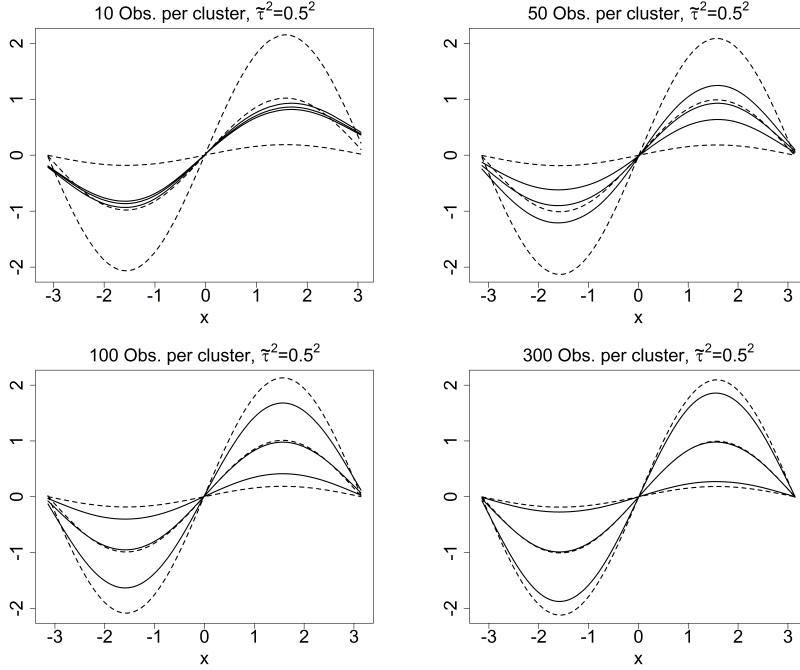 10 Obs. per cluster, τ̃²=0.5²
2
1
0
-1
-2
-3 -2 -1 0 1 2 3
x
50 Obs. per cluster, τ̃²=0.5²
2
1
0
-1
-2
-3 -2 -1 0 1 2 3
x
100 Obs. per cluster, τ̃²=0.5²
2
1
0
-1
-2
-3 -2 -1 0 1 2 3
x
300 Obs. per cluster, τ̃²=0.5²
2
1
0
-1
-2
-3 -2 -1 0 1 2 3
x